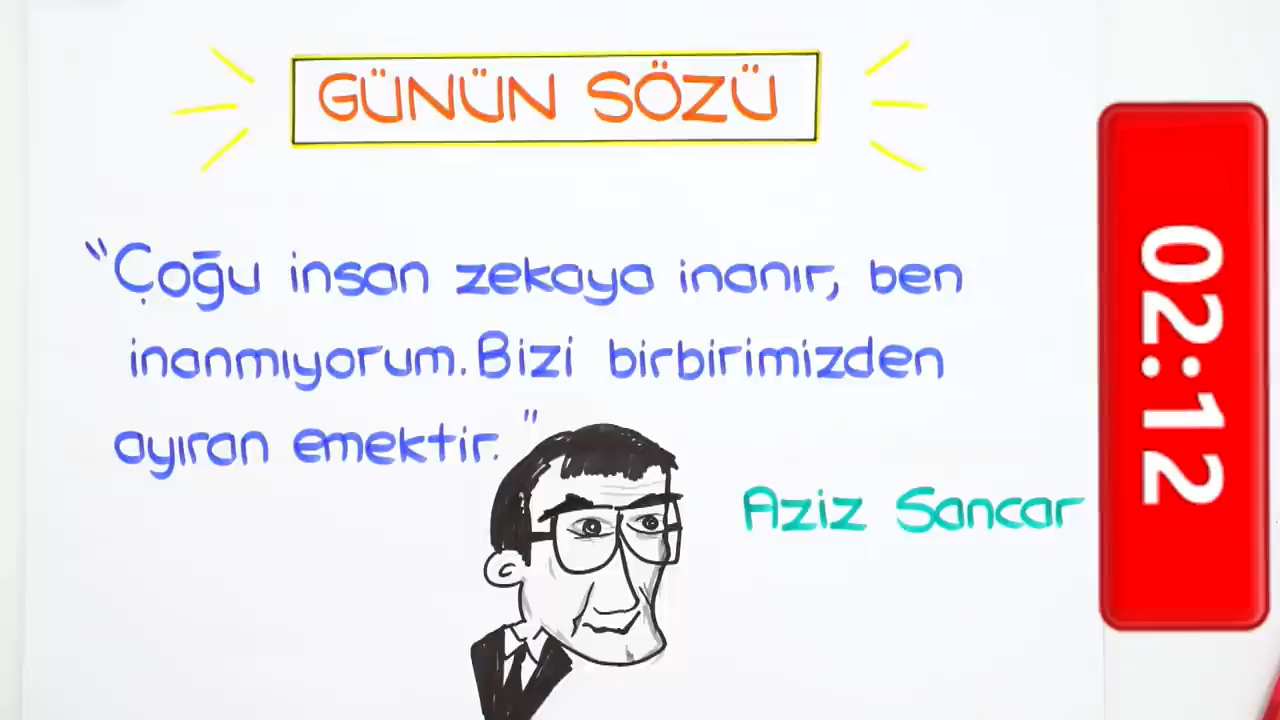 GÜNÜN SÖZÜ
"Çoğu insan zekaya inanır, ben
inanmıyorum. Bizi birbirimizden
ayıran emektir."
Aziz Sancar
02:12